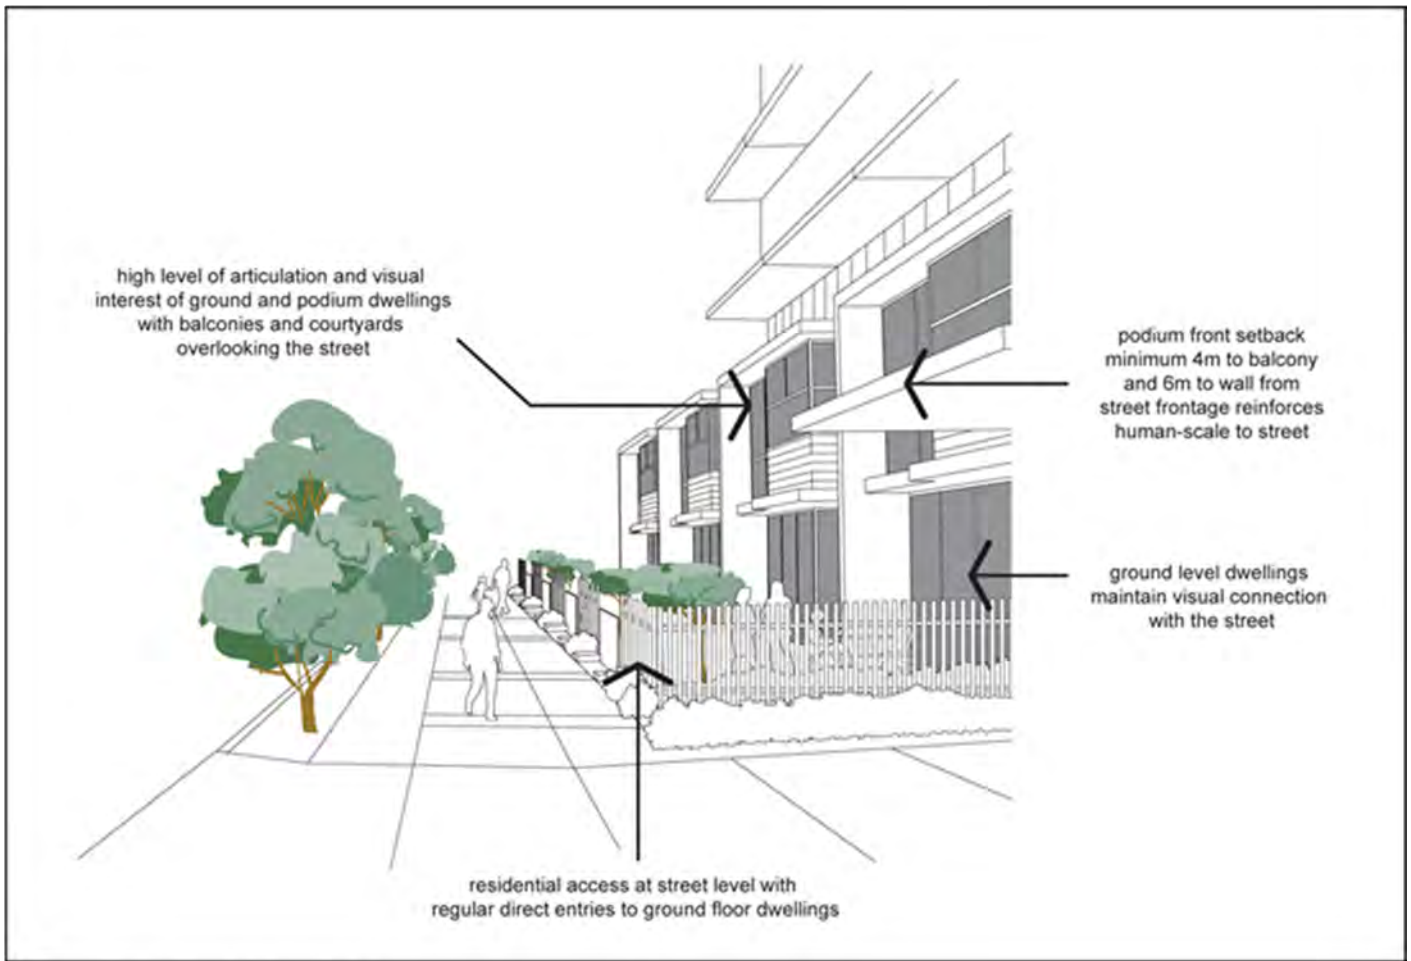 high level of articulation and visual
interest of ground and podium dwellings
with balconies and courtyards
overlooking the street
podium front setback
minimum 4m to balcony
and 6m to wall from
street frontage reinforces
human-scale to street
ground level dwellings
maintain visual connection
with the street
residential access at street level with
regular direct entries to ground floor dwellings